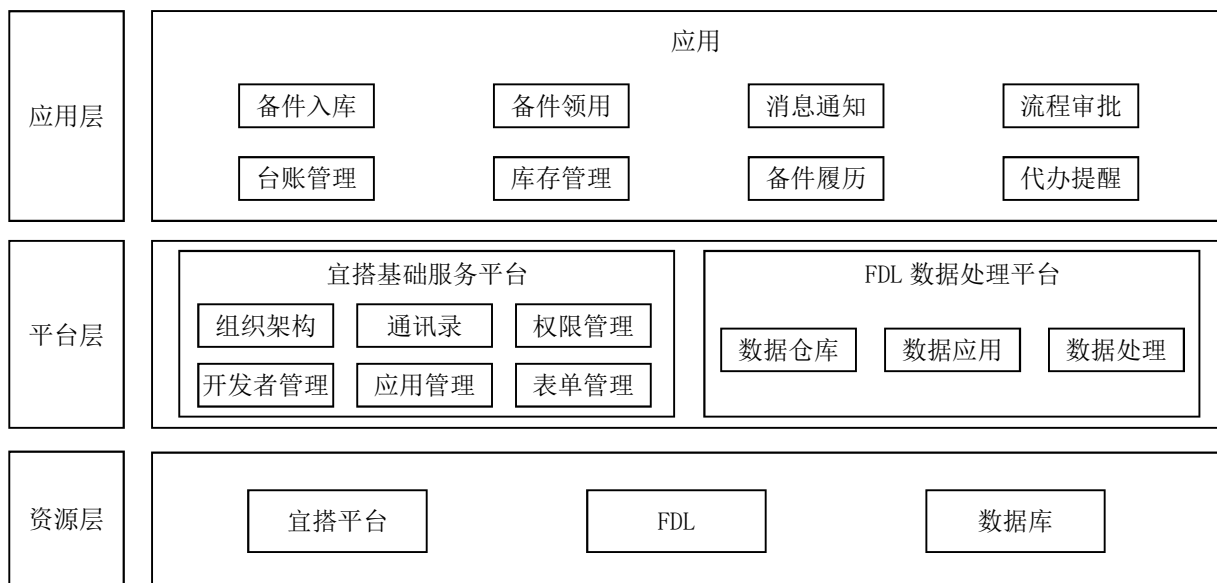 应用
应用层
备件入库 备件领用 消息通知 流程审批
台账管理 库存管理 备件履历 代办提醒
平台层
宜搭基础服务平台
组织架构 通讯录 权限管理
开发者管理 应用管理 表单管理
FDL 数据处理平台
数据仓库 数据应用 数据处理
资源层
宜搭平台 FDL 数据库